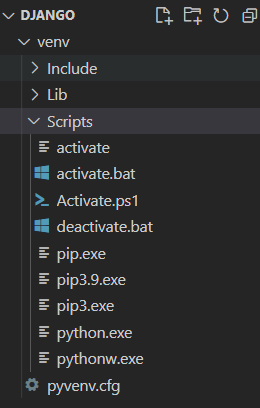 DJANGO
venv
Include
Lib
Scripts
activate
activate.bat
Activate.ps1
deactivate.bat
pip.exe
pip3.9.exe
pip3.exe
python.exe
pythonw.exe
pyvenv.cfg